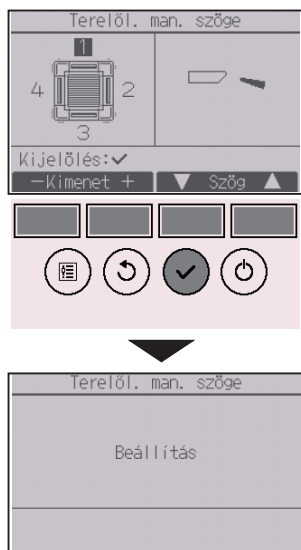 Terelől. man. szöge
1
4 2
3
Kijelölés:✔
−Kimenet + ▼ Szög ▲
Terelől. man. szöge
Beállítás